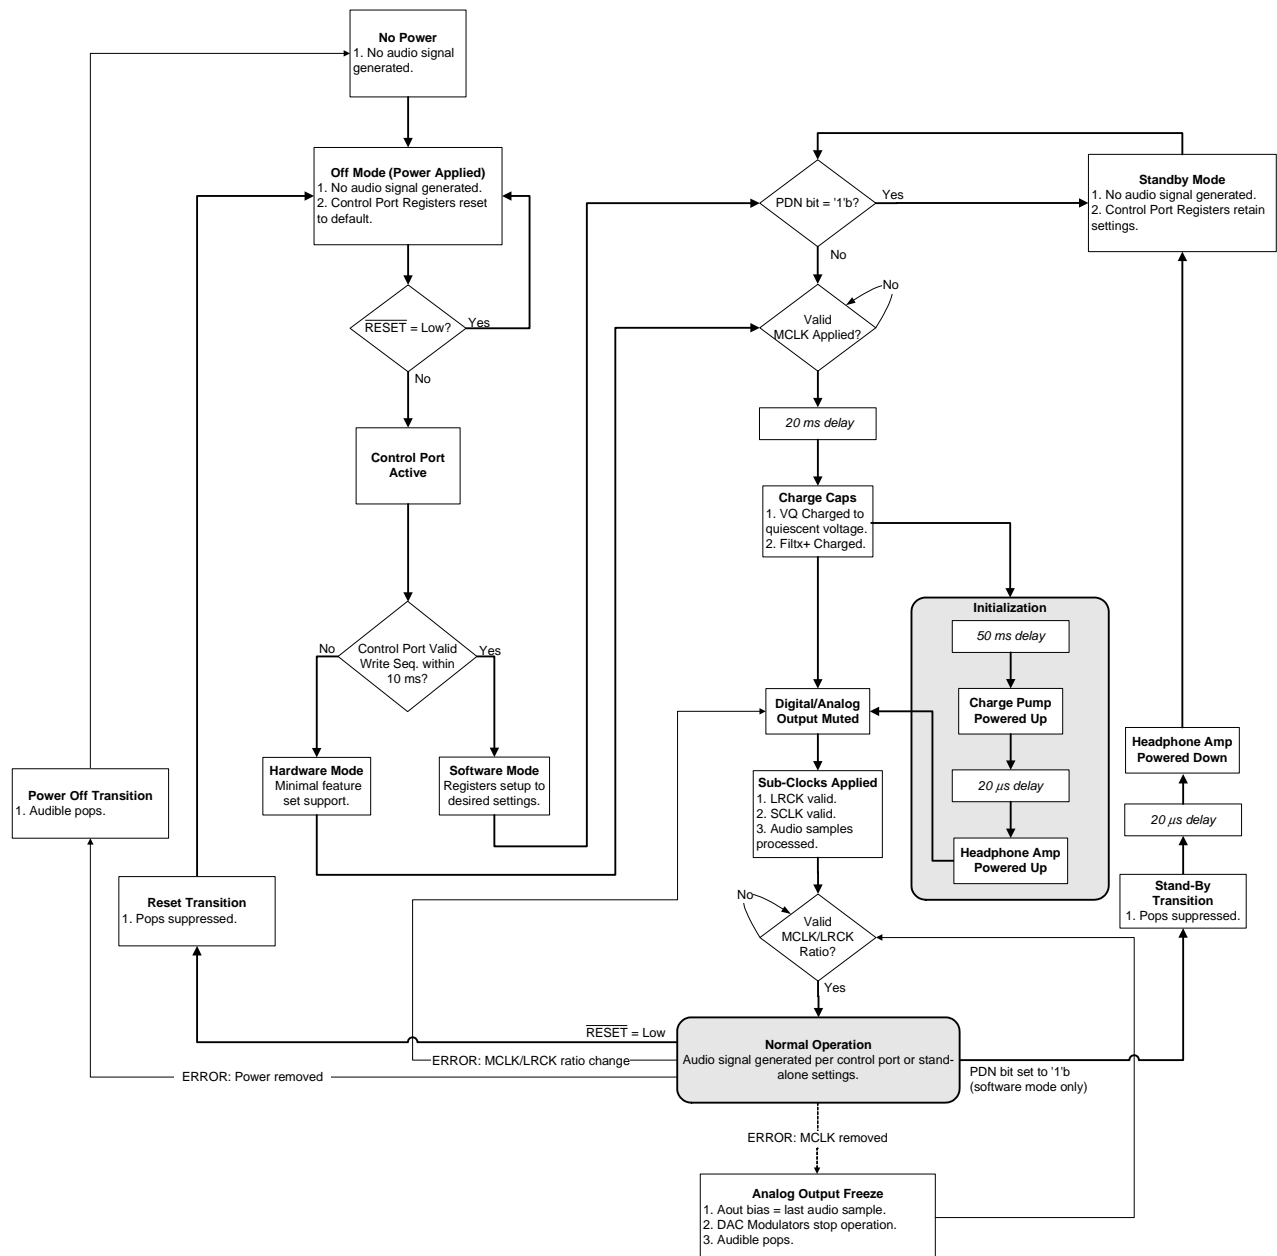 No Power
1. No audio signal
generated.
Off Mode (Power Applied)
1. No audio signal generated.
2. Control Port Registers reset
to default.
RESET = Low?
Yes
No
Control Port
Active
Control Port Valid
Write Seq. within
10 ms?
No
Yes
Hardware Mode
Minimal feature
set support.
Software Mode
Registers setup to
desired settings.
Power Off Transition
1. Audible pops.
Reset Transition
1. Pops suppressed.
PDN bit = '1'b?
Yes
No
Standby Mode
1. No audio signal generated.
2. Control Port Registers retain
settings.
Valid
MCLK Applied?
No
20 ms delay
Charge Caps
1. VQ Charged to
quiescent voltage.
2. Filtx+ Charged.
Initialization
50 ms delay
Charge Pump
Powered Up
20 μs delay
Headphone Amp
Powered Up
Digital/Analog
Output Muted
Sub-Clocks Applied
1. LRCK valid.
2. SCLK valid.
3. Audio samples
processed.
No
Valid
MCLK/LRCK
Ratio?
Yes
Headphone Amp
Powered Down
20 μs delay
Stand-By
Transition
1. Pops suppressed.
Normal Operation
Audio signal generated per control port or stand-
alone settings.
RESET = Low
ERROR: MCLK/LRCK ratio change
ERROR: Power removed
PDN bit set to '1'b
(software mode only)
ERROR: MCLK removed
Analog Output Freeze
1. Aout bias = last audio sample.
2. DAC Modulators stop operation.
3. Audible pops.